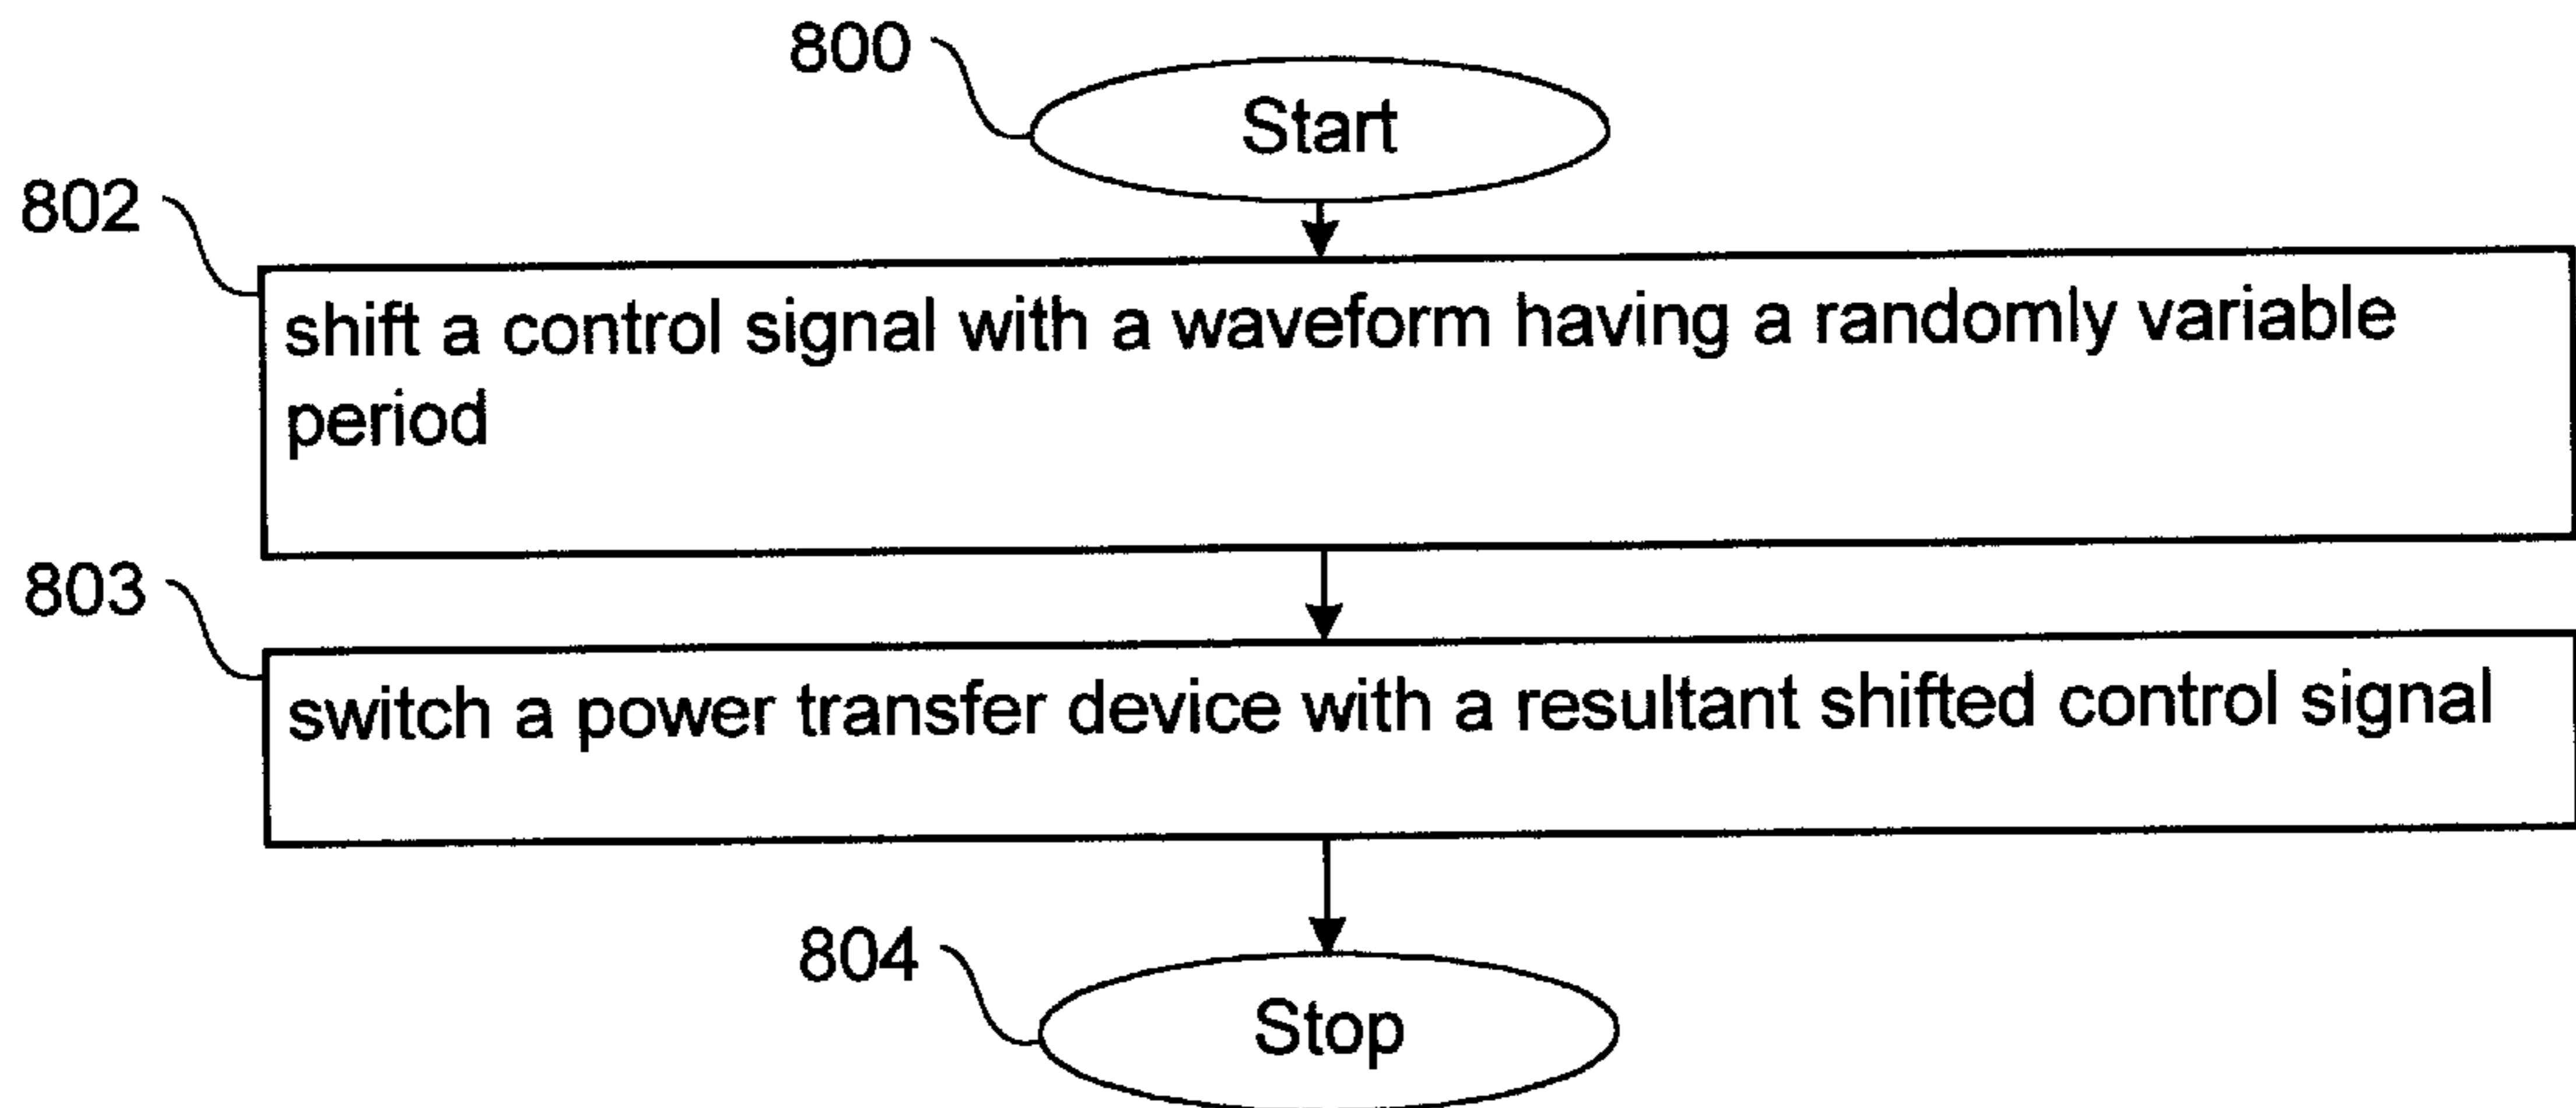 800
Start
802
shift a control signal with a waveform having a randomly variable
period
803
switch a power transfer device with a resultant shifted control signal
804
Stop